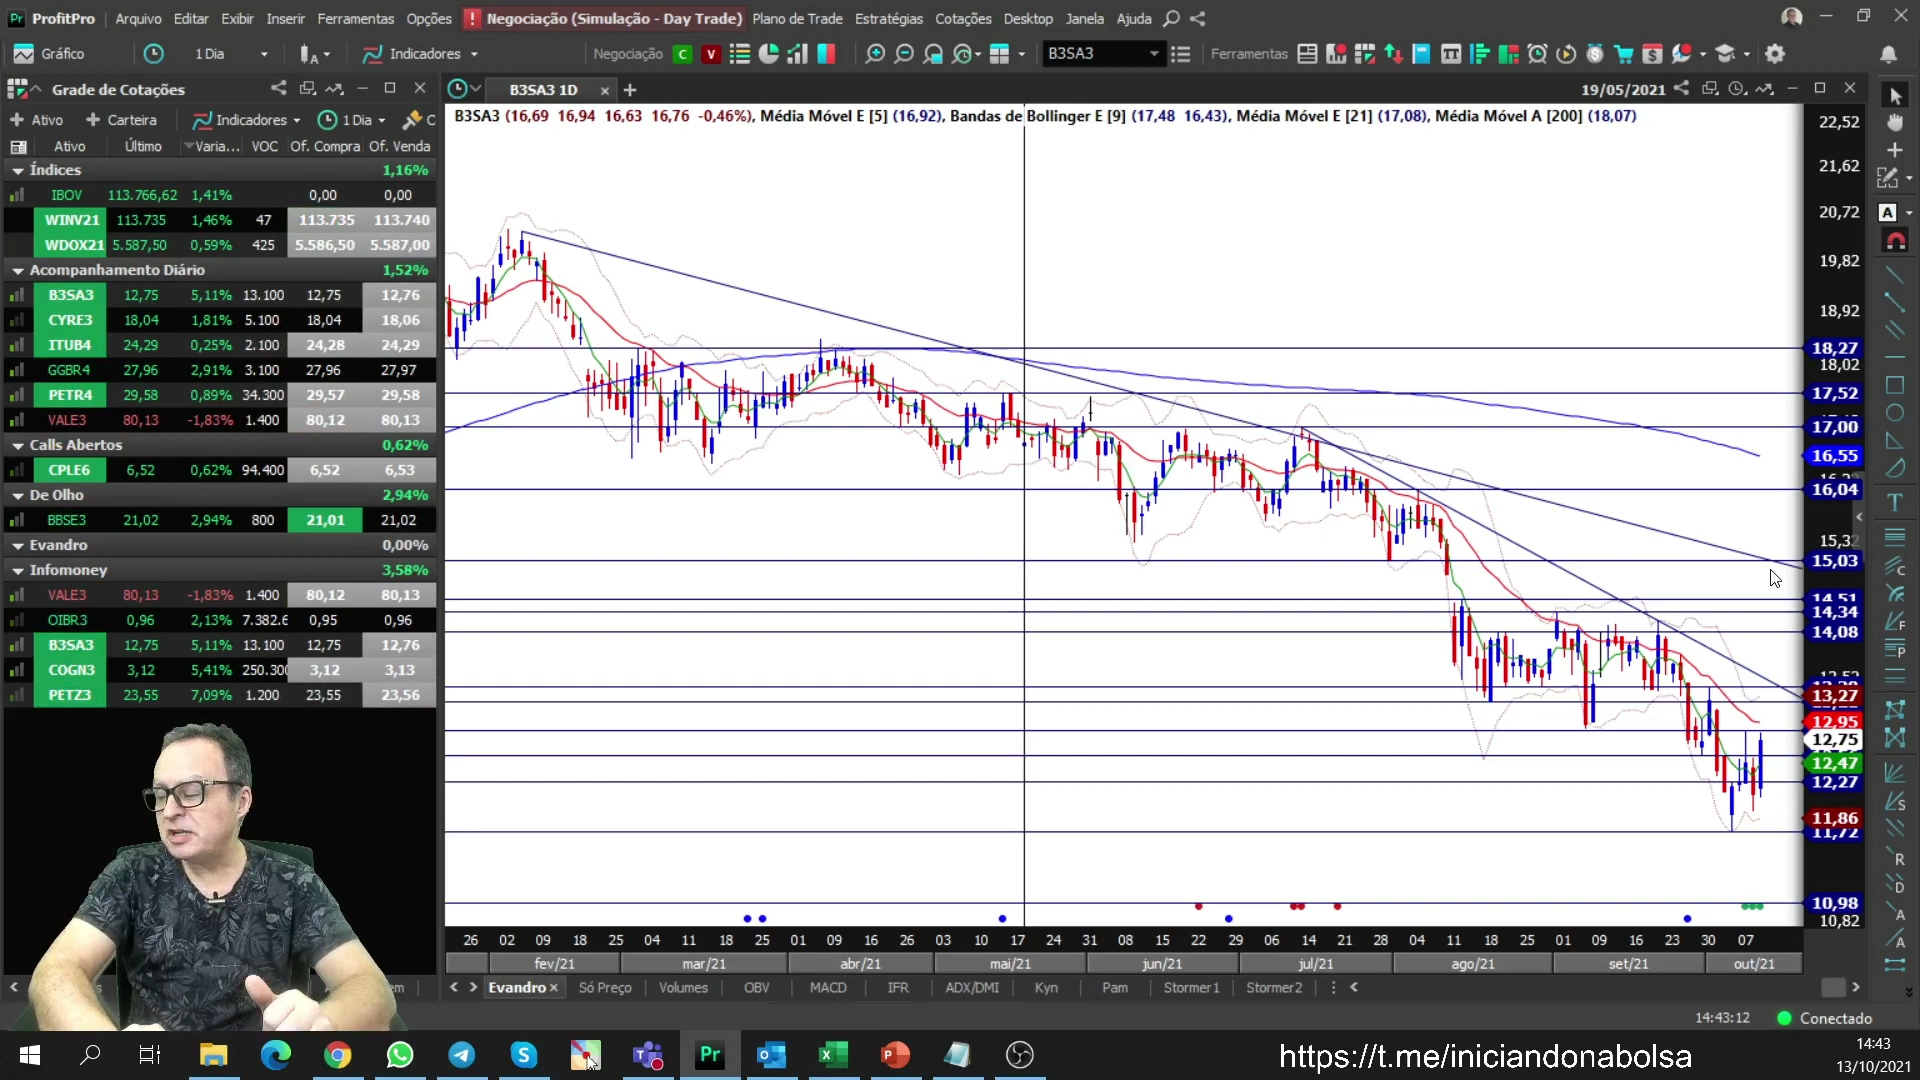 ProfitPro Arquivo Editar Exibir Inserir Ferramentas Opções ! Negociação (Simulação - Day Trade) Plano de Trade Estratégias Cotações Desktop Janela Ajuda
Gráfico 1 Dia A Indicadores Negociação C V B3SA3 Ferramentas
Grade de Cotações
B3SA3 1D
19/05/2021
Ativo Carteira Indicadores 1 Dia C
B3SA3 (16,69 16,94 16,63 16,76 -0,46%), Média Móvel E [5] (16,92), Bandas de Bollinger E [9] (17,48 16,43), Média Móvel E [21] (17,08), Média Móvel A [200] (18,07)
Ativo Último Varia... VOC Of. Compra Of. Venda
Índices 1,16%
IBOV 113.766,62 1,41% 0,00 0,00
WINV21 113.735 1,46% 47 113.735 113.740
WDOX21 5.587,50 0,59% 425 5.586,50 5.587,00
Acompanhamento Diário 1,52%
B3SA3 12,75 5,11% 13.100 12,75 12,76
CYRE3 18,04 1,81% 5.100 18,04 18,06
ITUB4 24,29 0,25% 2.100 24,28 24,29
GGBR4 27,96 2,91% 3.100 27,96 27,97
PETR4 29,58 0,89% 34.300 29,57 29,58
VALE3 80,13 -1,83% 1.400 80,12 80,13
Calls Abertos 0,62%
CPLE6 6,52 0,62% 94.400 6,52 6,53
De Olho 2,94%
BBSE3 21,02 2,94% 800 21,01 21,02
Evandro 0,00%
Infomoney 3,58%
VALE3 80,13 -1,83% 1.400 80,12 80,13
OIBR3 0,96 2,13% 7.382.6 0,95 0,96
B3SA3 12,75 5,11% 13.100 12,75 12,76
COGN3 3,12 5,41% 250.300 3,12 3,13
PETZ3 23,55 7,09% 1.200 23,55 23,56
22,52
21,62
20,72
19,82
18,92
18,27
18,02
17,52
17,00
16,55
16,04
15,32
15,03
14,51
14,34
14,08
13,27
12,95
12,75
12,47
12,27
11,86
11,72
10,98
10,82
26 02 09 18 25 04 11 18 25 01 09 16 26 03 10 17 24 31 08 15 22 29 06 14 21 28 04 11 18 25 01 09 16 23 30 07
fev/21 mar/21 abr/21 mai/21 jun/21 jul/21 ago/21 set/21 out/21
Evandro Só Preço Volumes OBV MACD IFR ADX/DMI Kyn Pam Stormer1 Stormer2
14:43:12 Conectado
https://t.me/iniciandonabolsa
14:43
13/10/2021